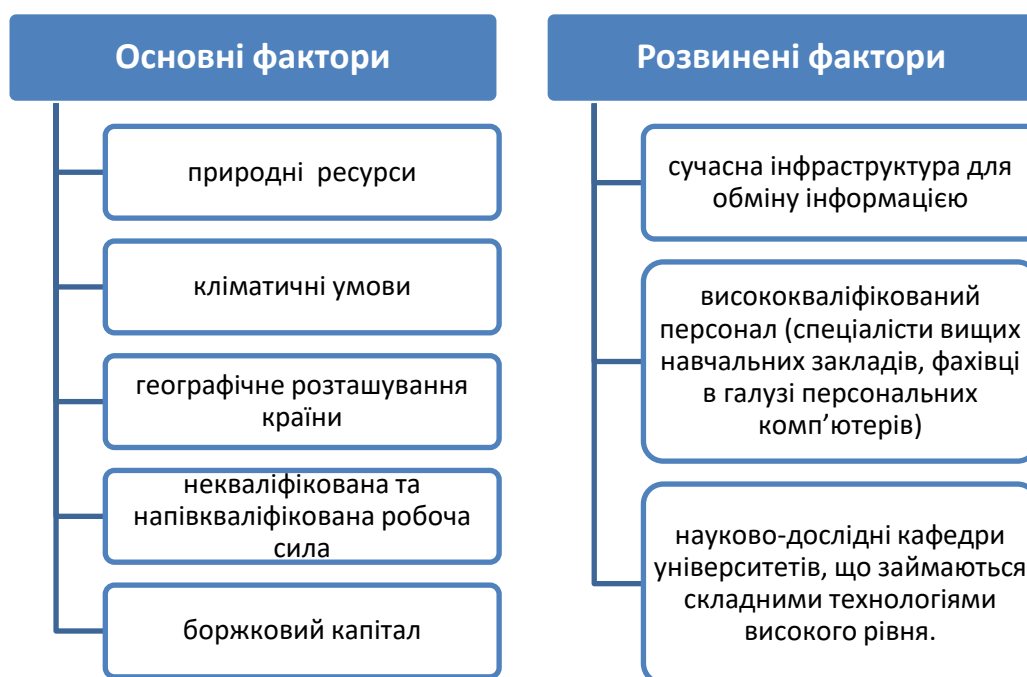 Основні фактори
природні ресурси
кліматичні умови
географічне розташування
країни
некваліфікована та
напівкваліфікована робоча
сила
боржковий капітал
Розвинені фактори
сучасна інфраструктура для
обміну інформацією
висококваліфікований
персонал (спеціалісти вищих
навчальних закладів, фахівці
в галузі персональних
комп’ютерів)
науково-дослідні кафедри
університетів, що займаються
складними технологіями
високого рівня.